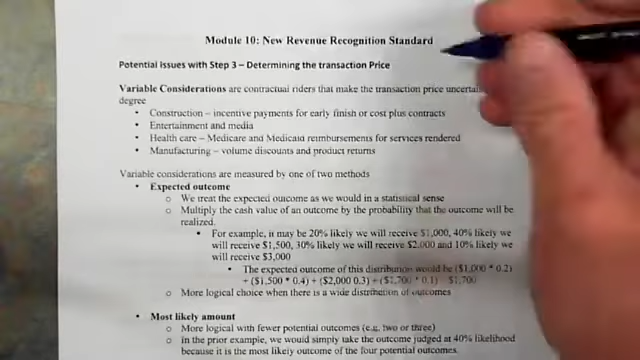 Module 10: New Revenue Recognition Standard
Potential Issues with Step 3 – Determining the transaction Price
Variable Considerations are contractual riders that make the transaction price uncertain
degree
• Construction – incentive payments for early finish or cost plus contracts
• Entertainment and media
• Health care – Medicare and Medicaid reimbursements for services rendered
• Manufacturing – volume discounts and product returns
Variable considerations are measured by one of two methods
• Expected outcome
o We treat the expected outcome as we would in a statistical sense
o Multiply the cash value of an outcome by the probability that the outcome will be
realized.
• For example, it may be 20% likely we will receive $1,000, 40% likely we
will receive $1,500, 30% likely we will receive $2,000 and 10% likely we
will receive $3,000
• The expected outcome of this distribution would be ($1,000 * 0.2)
+ ($1,500 * 0.4) + ($2,000 0.3) + ($1,700 * 0.1) = $1,700
o More logical choice when there is a wide distribution of outcomes
• Most likely amount
o More logical with fewer potential outcomes (e.g. two or three)
o in the prior example, we would simply take the outcome judged at 40% likelihood
because it is the most likely outcome of the four potential outcomes.